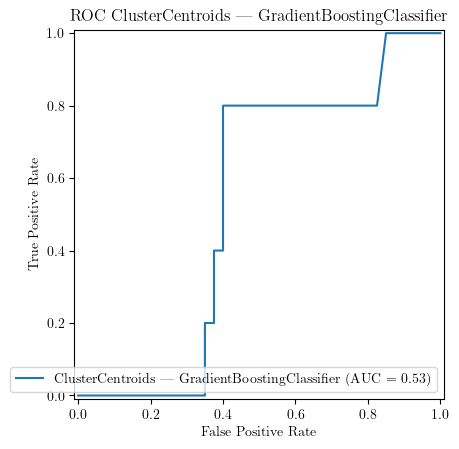 ROC ClusterCentroids — GradientBoostingClassifier
1.0
0.8
0.6
0.4
0.2
0.0
True Positive Rate
ClusterCentroids — GradientBoostingClassifier (AUC = 0.53)
0.0 0.2 0.4 0.6 0.8 1.0
False Positive Rate